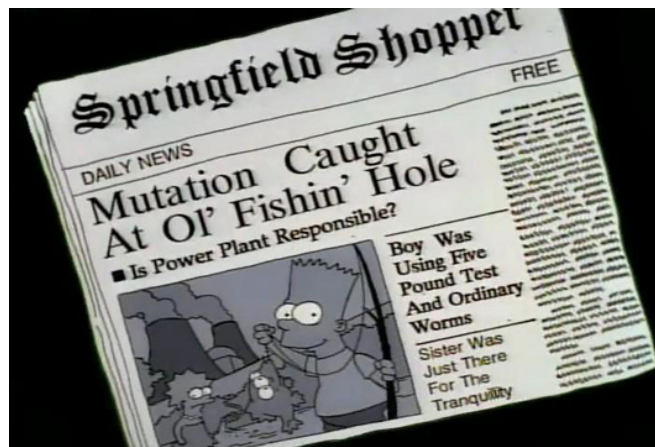 Springfield Shopper
DAILY NEWS
FREE
Mutation Caught
At Ol' Fishin' Hole
■ Is Power Plant Responsible?
Boy Was
Using Five
Pound Test
And Ordinary
Worms
Sister Was
Just There
For The
Tranquility